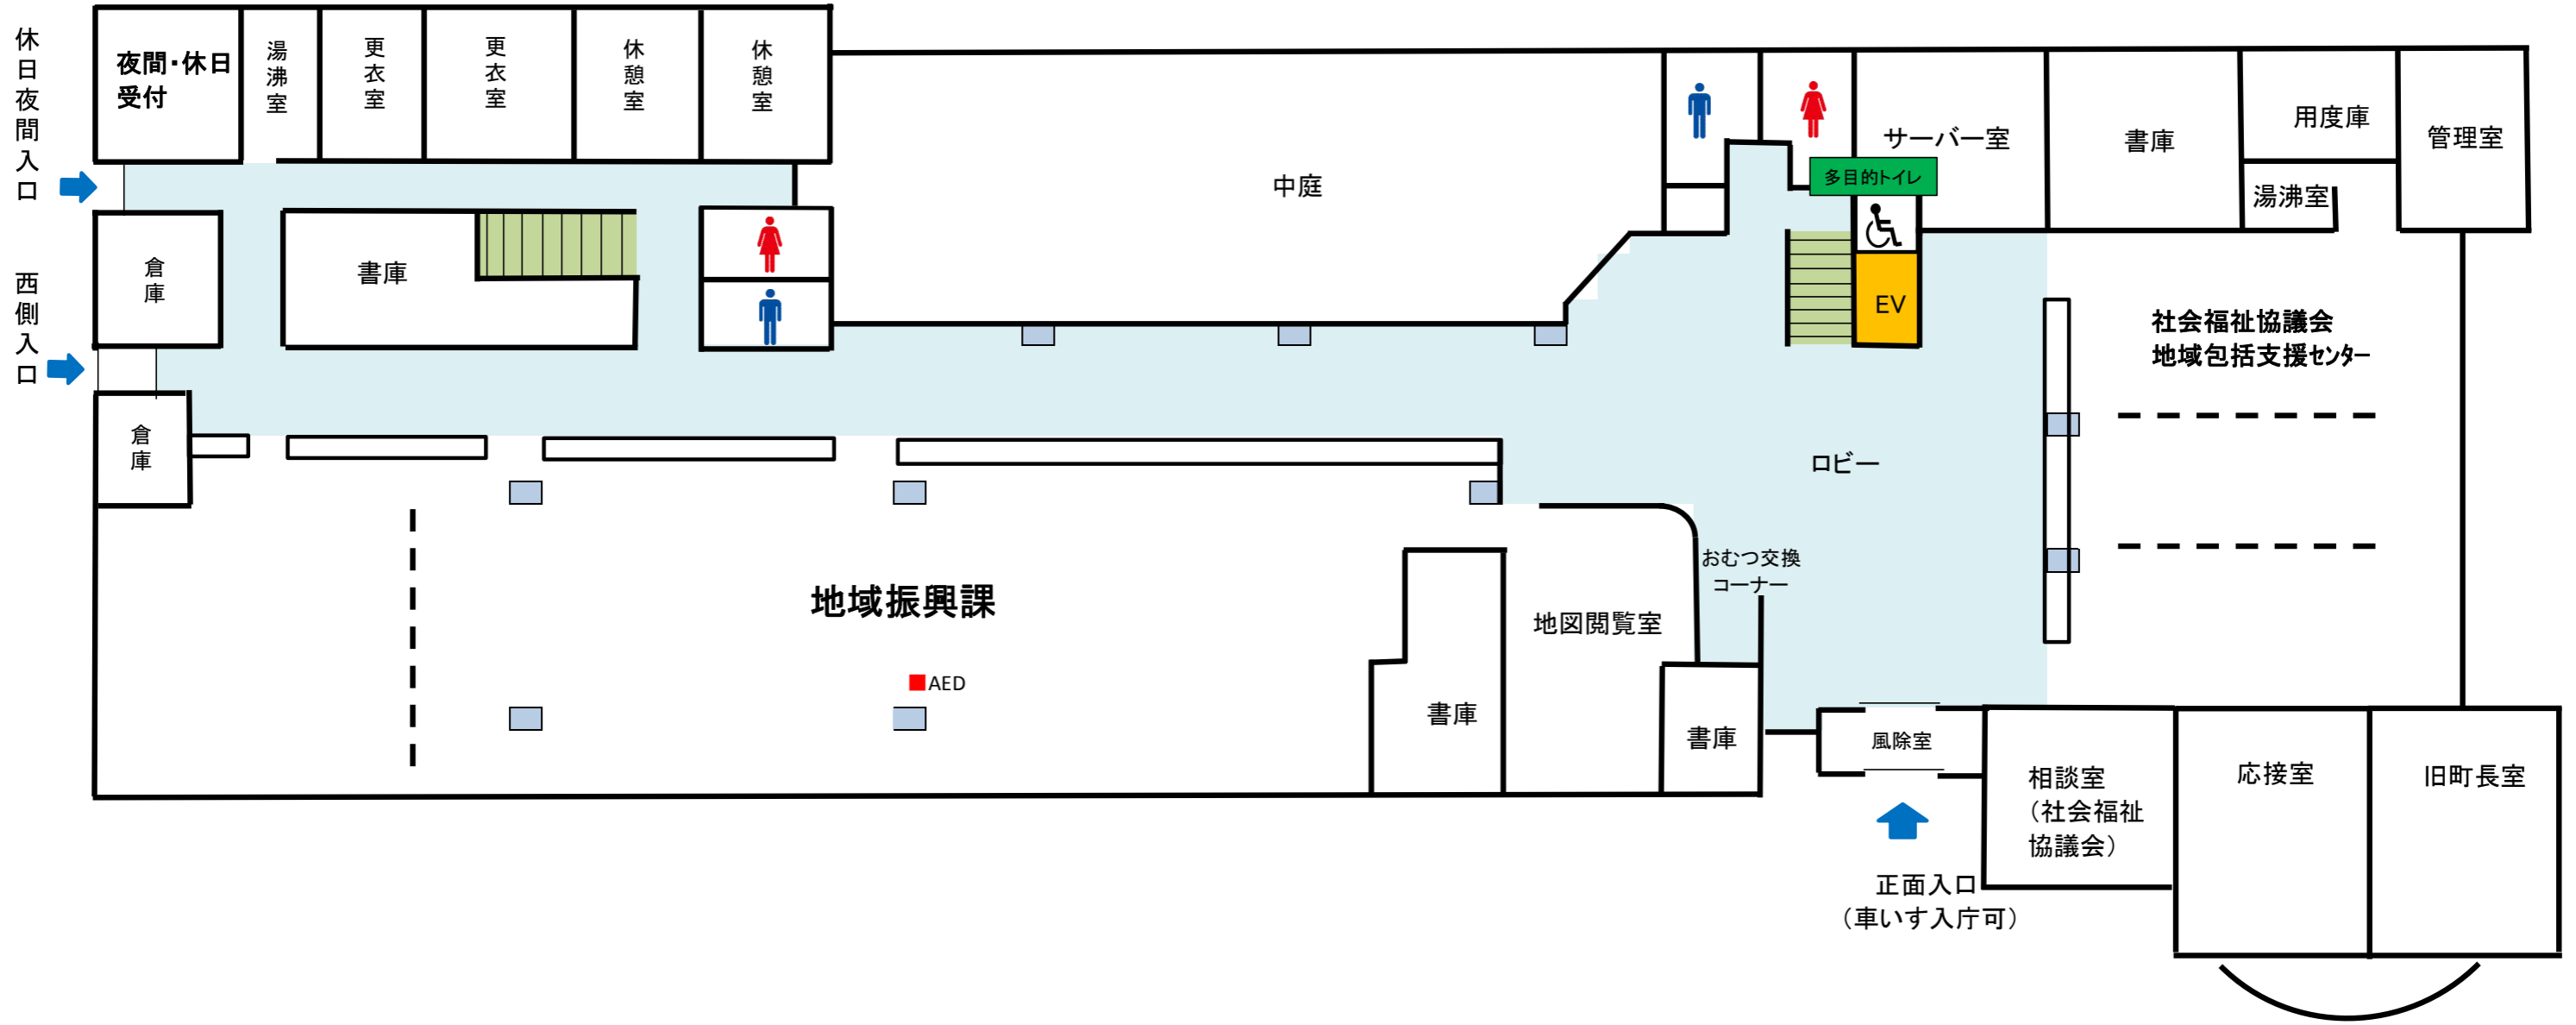 休日夜間入口
夜間・休日
受付
湯沸室
更衣室
更衣室
休憩室
休憩室
中庭
サーバー室
書庫
用度庫
管理室
多目的トイレ
湯沸室
西側入口
倉庫
書庫
EV
社会福祉協議会
地域包括支援センター
倉庫
ロビー
おむつ交換
コーナー
地域振興課
地図閲覧室
AED
書庫
書庫
風除室
相談室
（社会福祉
協議会）
応接室
旧町長室
正面入口
（車いす入庁可）